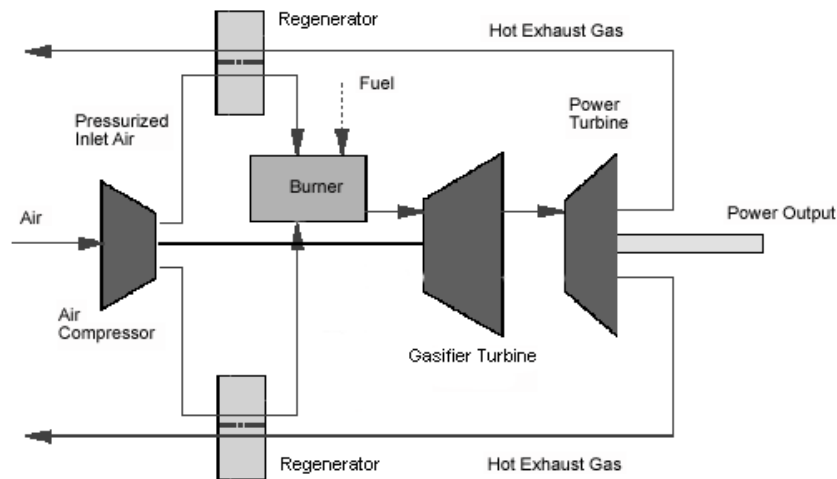 Regenerator
Hot Exhaust Gas
Fuel
Power
Turbine
Pressurized
Inlet Air
Burner
Air
Power Output
Air
Compressor
Gasifier Turbine
Regenerator
Hot Exhaust Gas